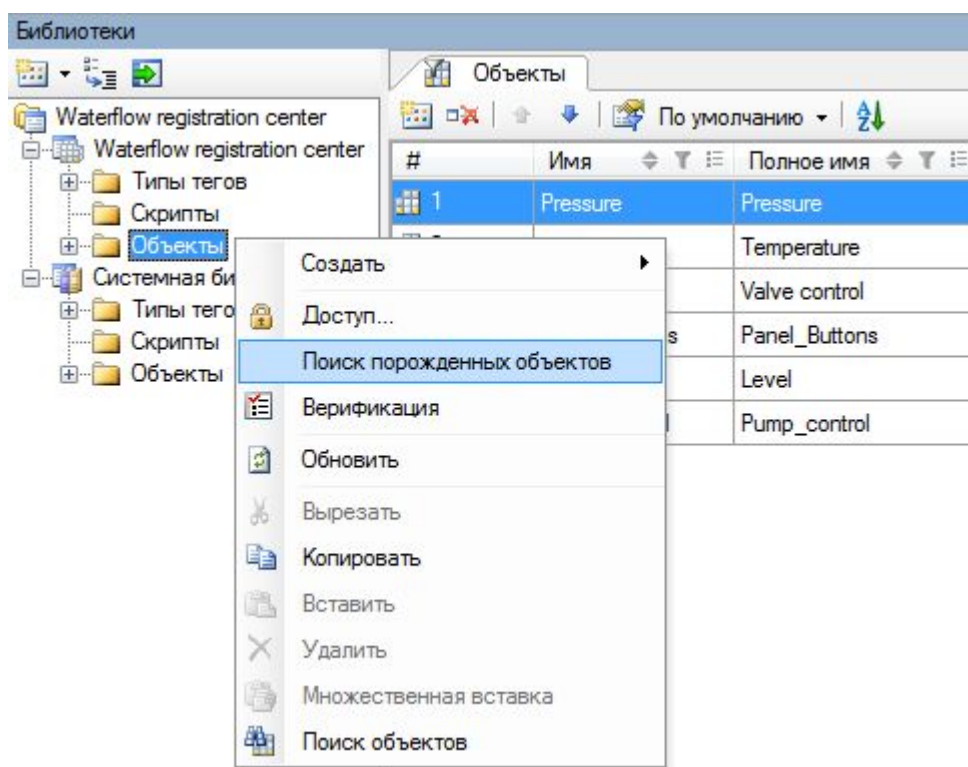 Библиотеки
Waterflow registration center
Waterflow registration center
Типы тегов
Скрипты
Объекты
Системная би
Типы тего
Скрипты
Объекты
Объекты
По умолчанию
# Имя Полное имя
1 Pressure Pressure
Temperature
Valve control
s Panel_Buttons
Level
Pump_control
Создать
Доступ...
Поиск порожденных объектов
Верификация
Обновить
Вырезать
Копировать
Вставить
Удалить
Множественная вставка
Поиск объектов